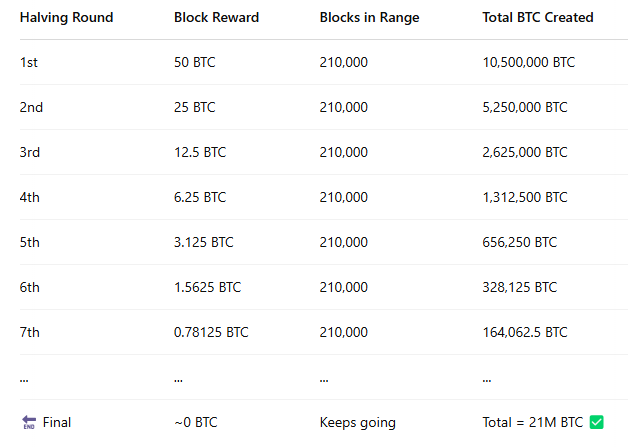 Halving Round Block Reward Blocks in Range Total BTC Created
1st 50 BTC 210,000 10,500,000 BTC
2nd 25 BTC 210,000 5,250,000 BTC
3rd 12.5 BTC 210,000 2,625,000 BTC
4th 6.25 BTC 210,000 1,312,500 BTC
5th 3.125 BTC 210,000 656,250 BTC
6th 1.5625 BTC 210,000 328,125 BTC
7th 0.78125 BTC 210,000 164,062.5 BTC
... ... ... ...
🔚 Final ~0 BTC Keeps going Total = 21M BTC ✅